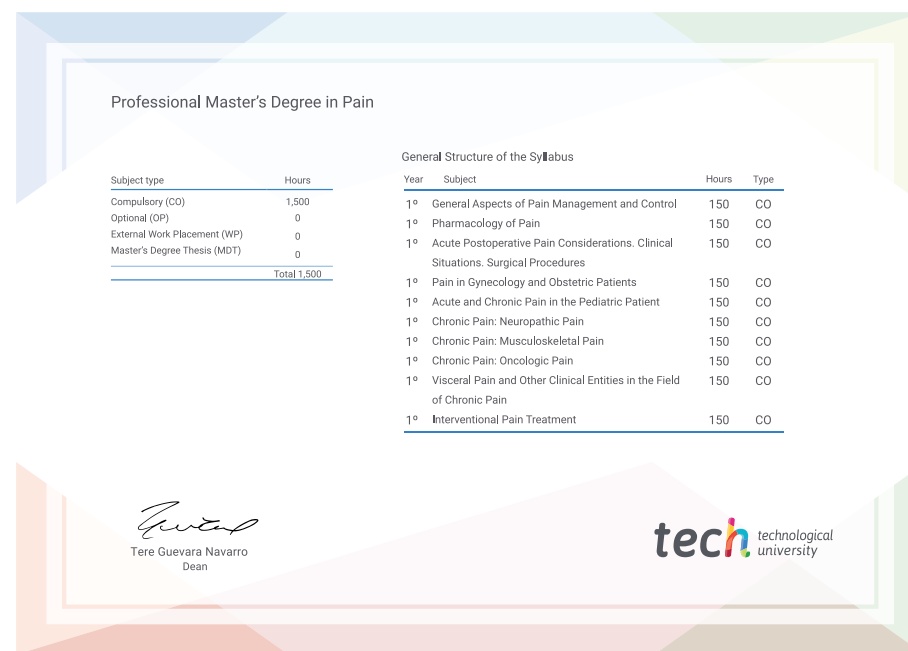 Professional Master's Degree in Pain
Subject type Hours
Compulsory (CO) 1,500
Optional (OP) 0
External Work Placement (WP) 0
Master's Degree Thesis (MDT) 0
Total 1,500
General Structure of the Syllabus
Year Subject Hours Type
1º General Aspects of Pain Management and Control 150 CO
1º Pharmacology of Pain 150 CO
1º Acute Postoperative Pain Considerations. Clinical 150 CO
Situations. Surgical Procedures
1º Pain in Gynecology and Obstetric Patients 150 CO
1º Acute and Chronic Pain in the Pediatric Patient 150 CO
1º Chronic Pain: Neuropathic Pain 150 CO
1º Chronic Pain: Musculoskeletal Pain 150 CO
1º Chronic Pain: Oncologic Pain 150 CO
1º Visceral Pain and Other Clinical Entities in the Field 150 CO
of Chronic Pain
1º Interventional Pain Treatment 150 CO
Tere Guevara Navarro
Dean
tech technological
university